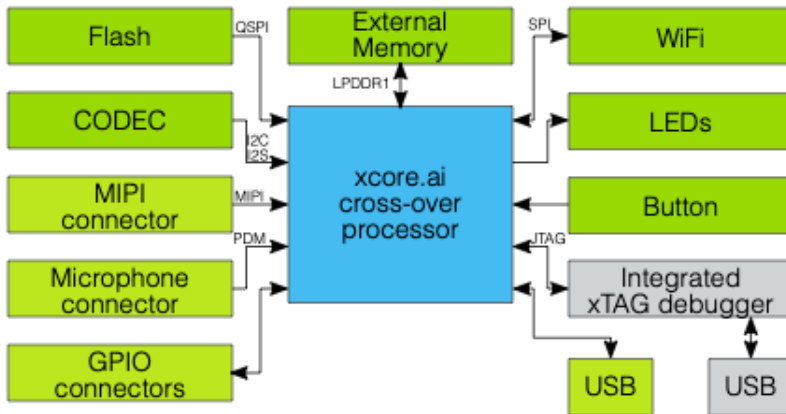 Flash
QSPI
External
Memory
SPI
WiFi
LPDDR1
CODEC
I2C
I2S
xcore.ai
cross-over
processor
LEDs
MIPI
connector
MIPI
Button
Microphone
connector
PDM
JTAG
Integrated
xTAG debugger
GPIO
connectors
USB
USB